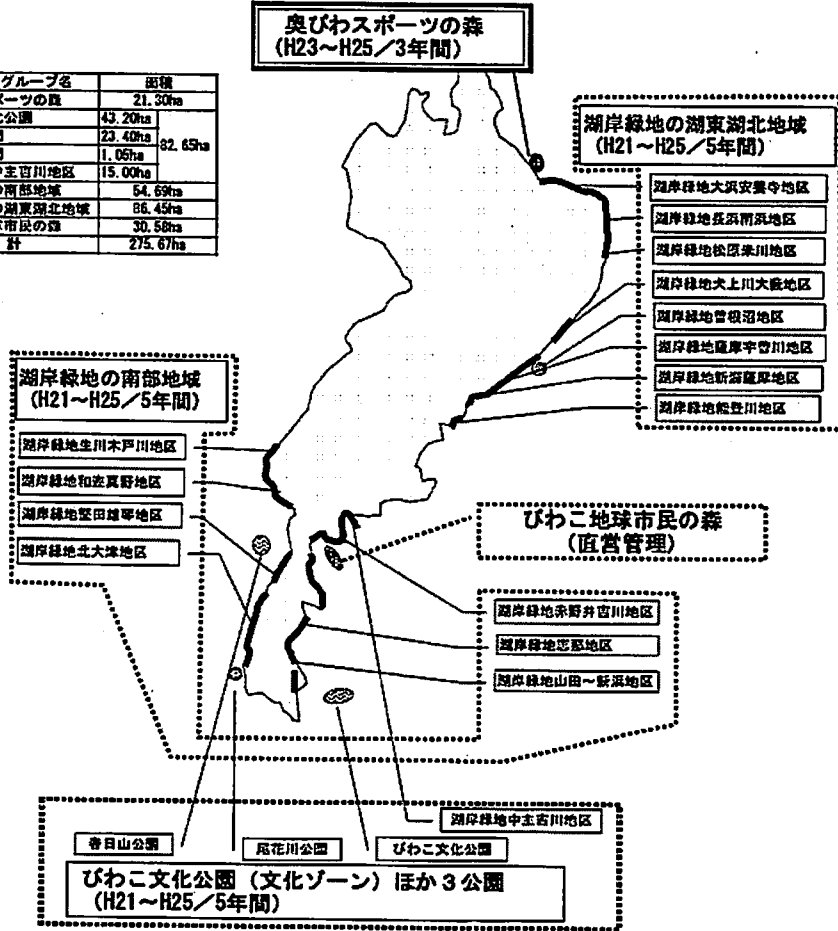 奥びわスポーツの森
(H23～H25／3年間)
グループ名 面積
ポーツの森 21.30ha
公園 43.20ha
23.40ha
82.65ha
1.05ha
中主吉川地区 15.00ha
南部地域 54.69ha
湖東湖北地域 86.45ha
市民の森 30.58ha
計 275.67ha
湖岸緑地の湖東湖北地域
(H21～H25／5年間)
湖岸緑地大浜安養寺地区
湖岸緑地長浜南浜地区
湖岸緑地松原米川地区
湖岸緑地犬上川大藪地区
湖岸緑地曽根沼地区
湖岸緑地薩摩宇曽川地区
湖岸緑地新海薩摩地区
湖岸緑地能登川地区
湖岸緑地の南部地域
(H21～H25／5年間)
湖岸緑地生川木戸川地区
湖岸緑地和迩真野地区
湖岸緑地堅田雄琴地区
湖岸緑地北大津地区
びわこ地球市民の森
(直営管理)
湖岸緑地赤野井吉川地区
湖岸緑地志那地区
湖岸緑地山田～新浜地区
湖岸緑地中主吉川地区
春日山公園
尾花川公園
びわこ文化公園
びわこ文化公園（文化ゾーン）ほか３公園
(H21～H25／5年間)